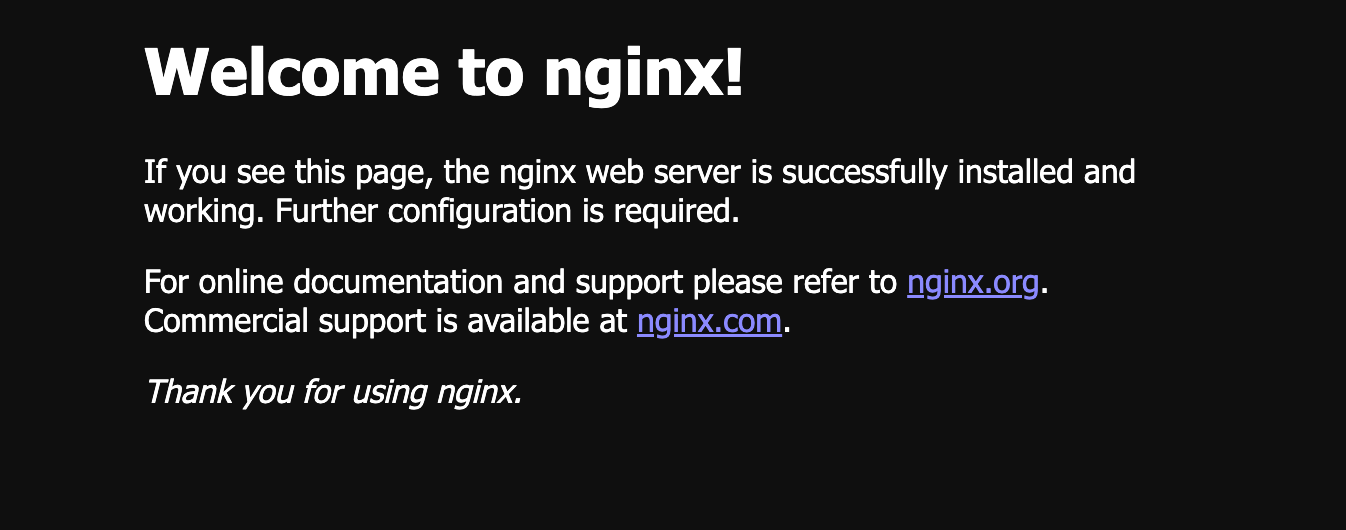 Welcome to nginx!
If you see this page, the nginx web server is successfully installed and
working. Further configuration is required.
For online documentation and support please refer to nginx.org.
Commercial support is available at nginx.com.
Thank you for using nginx.